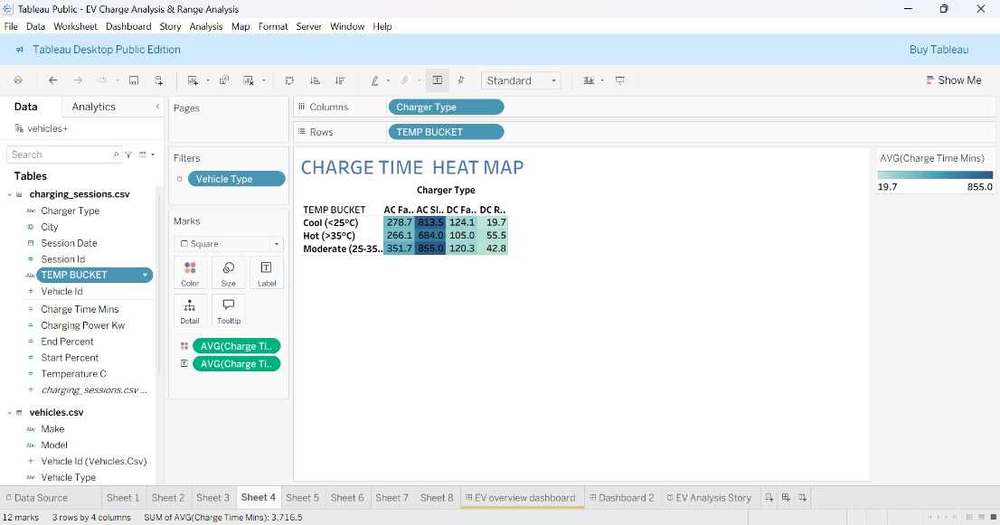 Tableau Public - EV Charge Analysis & Range Analysis
File Data Worksheet Dashboard Story Analysis Map Format Server Window Help
Tableau Desktop Public Edition Buy Tableau
Standard Show Me
Data Analytics
vehicles+
Search
Tables
charging_sessions.csv
Abc Charger Type
City
Session Date
Session Id
Abc TEMP BUCKET
Vehicle Id
Charge Time Mins
Charging Power Kw
End Percent
Start Percent
Temperature C
charging_sessions.csv ...
vehicles.csv
Abc Make
Abc Model
Vehicle Id (Vehicles.Csv)
Abc Vehicle Type
Pages
Filters
Vehicle Type
Marks
Square
Color Size Label
Detail Tooltip
AVG(Charge Ti..
AVG(Charge Ti..
Columns Charger Type
Rows TEMP BUCKET
CHARGE TIME HEAT MAP
Charger Type
TEMP BUCKET AC Fa.. AC Sl.. DC Fa.. DC R..
Cool (<25°C) 278.7 813.5 124.1 19.7
Hot (>35°C) 266.1 684.0 105.0 55.5
Moderate (25-35.. 351.7 855.0 120.3 42.8
AVG(Charge Time Mins)
19.7 855.0
Data Source Sheet 1 Sheet 2 Sheet 3 Sheet 4 Sheet 5 Sheet 6 Sheet 7 Sheet 8 EV overview dashboard Dashboard 2 EV Analysis Story
12 marks 3 rows by 4 columns SUM of AVG(Charge Time Mins): 3,716.5